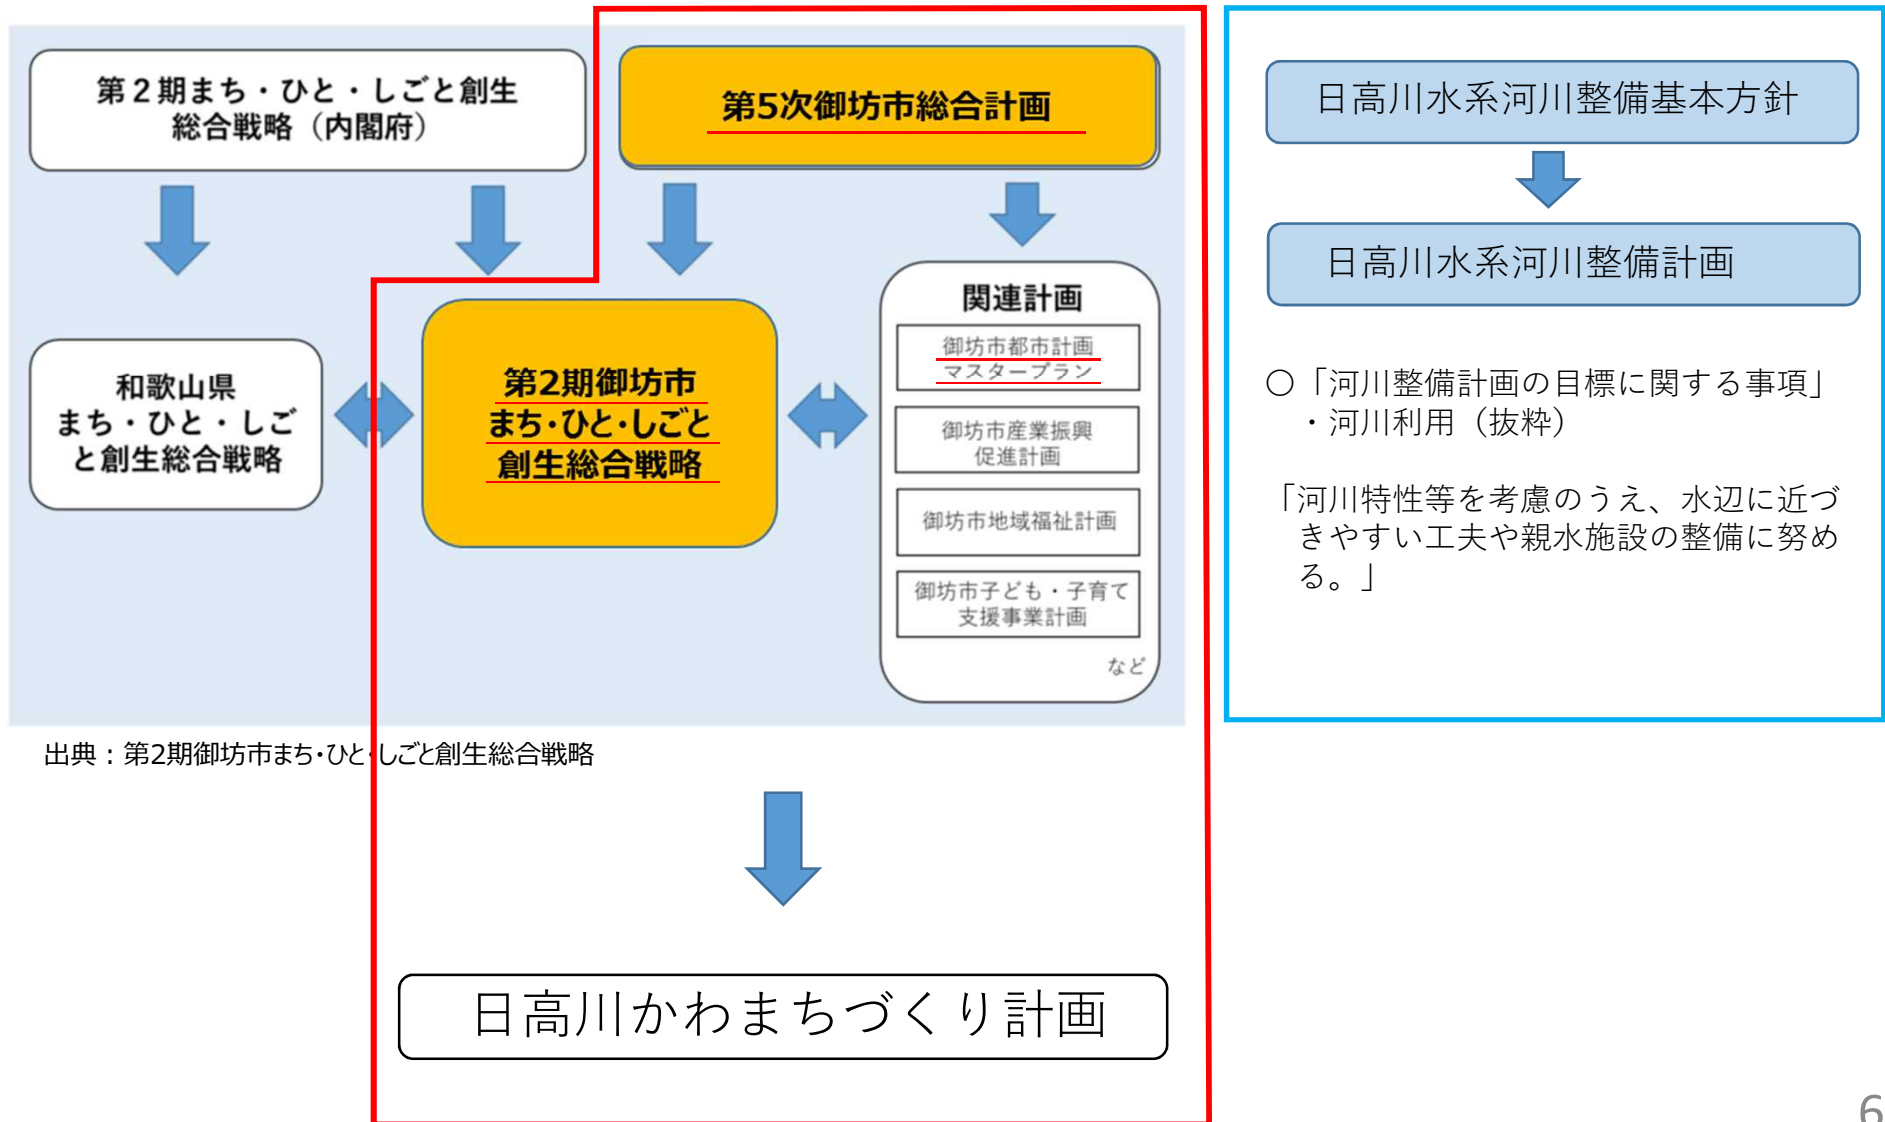 第２期まち・ひと・しごと創生
総合戦略（内閣府）
第5次御坊市総合計画
和歌山県
まち・ひと・しご
と創生総合戦略
第2期御坊市
まち・ひと・しごと
創生総合戦略
関連計画
御坊市都市計画
マスタープラン
御坊市産業振興
促進計画
御坊市地域福祉計画
御坊市子ども・子育て
支援事業計画
など
出典：第2期御坊市まち・ひと・しごと創生総合戦略
日高川かわまちづくり計画
日高川水系河川整備基本方針
日高川水系河川整備計画
〇「河川整備計画の目標に関する事項」
・河川利用（抜粋）
「河川特性等を考慮のうえ、水辺に近づ
きやすい工夫や親水施設の整備に努め
る。」
6